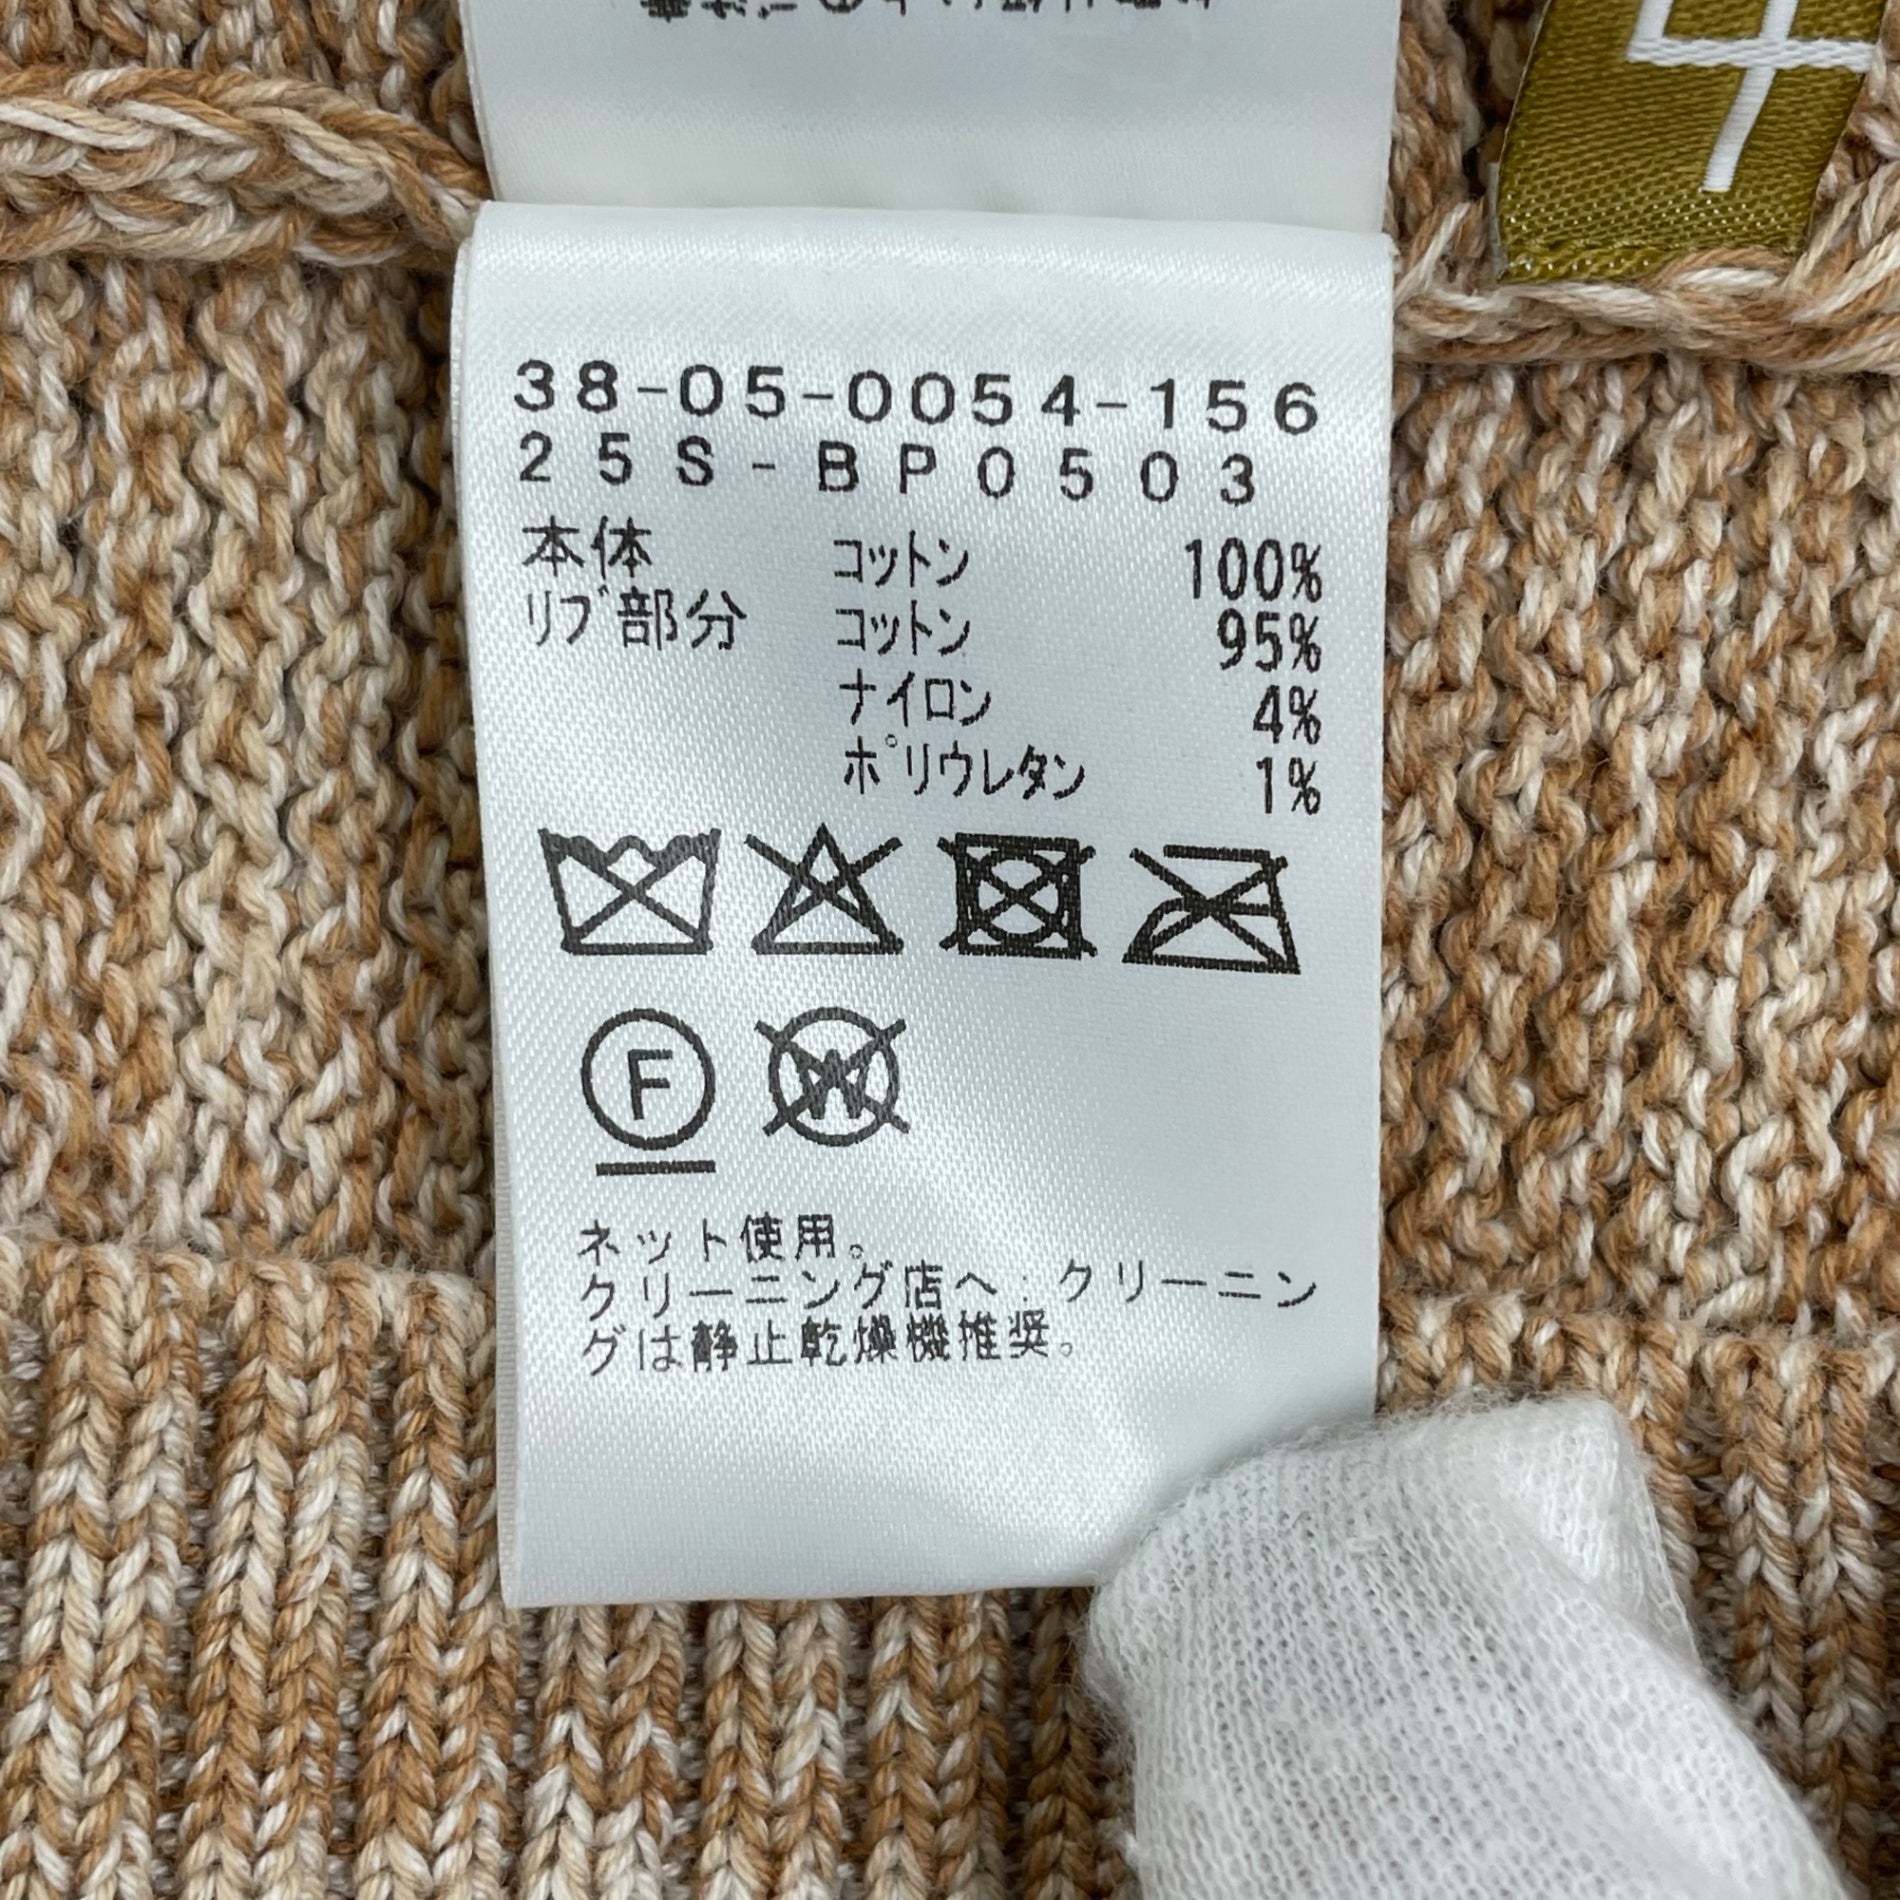 4
38-05-0054-156
25S-BP0503
本体 コットン 100%
リブ部分 コットン 95%
ナイロン 4%
ポリウレタン 1%
F
W
ネット使用。
クリーニング店へ:クリーニン
グは静止乾燥機推奨。